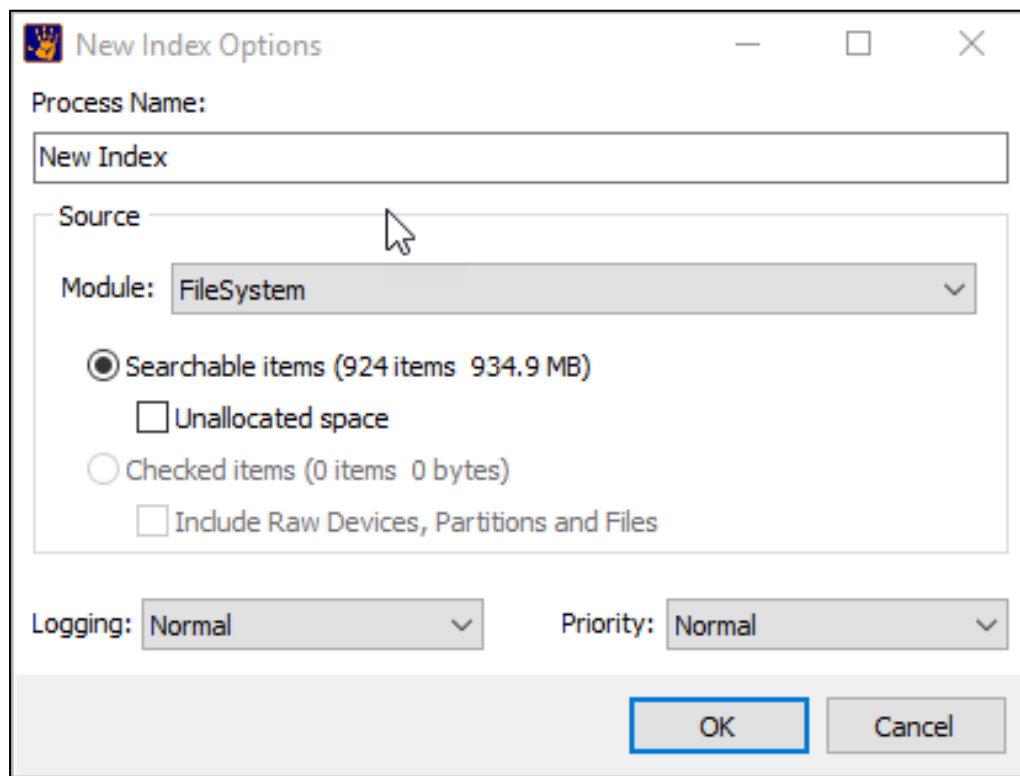 New Index Options
Process Name:
New Index
Source
Module: FileSystem
Searchable items (924 items  934.9 MB)
Unallocated space
Checked items (0 items  0 bytes)
Include Raw Devices, Partitions and Files
Logging: Normal Priority: Normal
OK Cancel